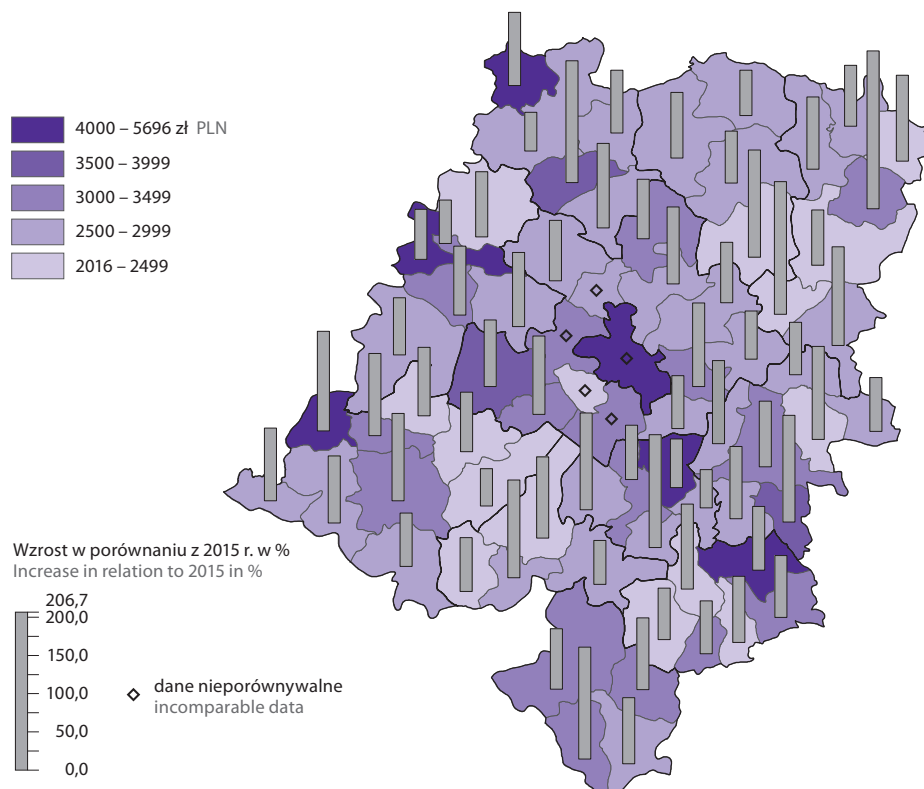 4000 – 5696 zł PLN
3500 – 3999
3000 – 3499
2500 – 2999
2016 – 2499
Wzrost w porównaniu z 2015 r. w %
Increase in relation to 2015 in %
206,7
200,0
150,0
100,0
50,0
0,0
dane nieporównywalne
incomparable data